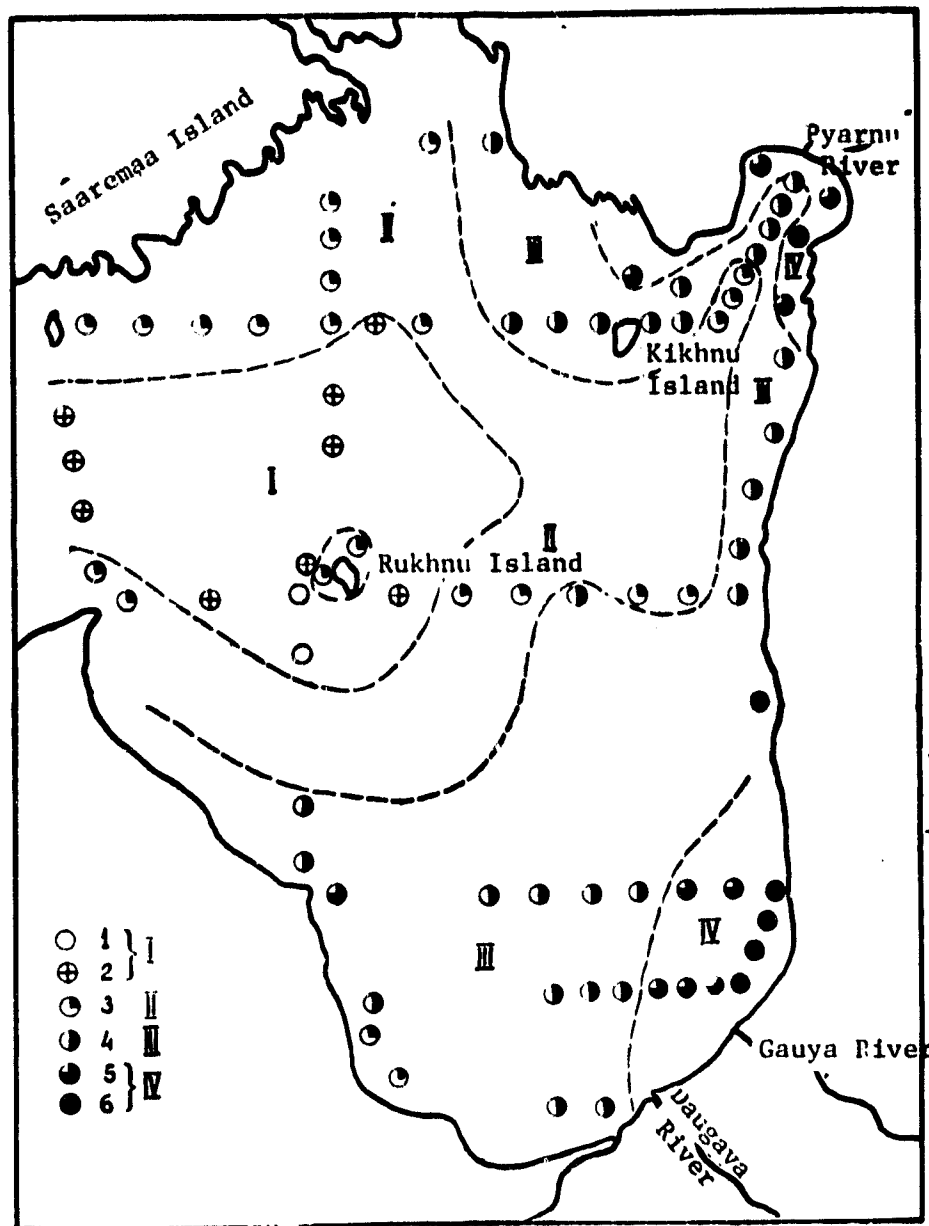 Saaremaa Island
Pyarnu
River
II
III
IV
Kikhnu
Island
III
I
II
Rukhnu Island
IV
III
1
2 } I
3 II
4 III
5
6 } IV
Gauya River
Daugava
River